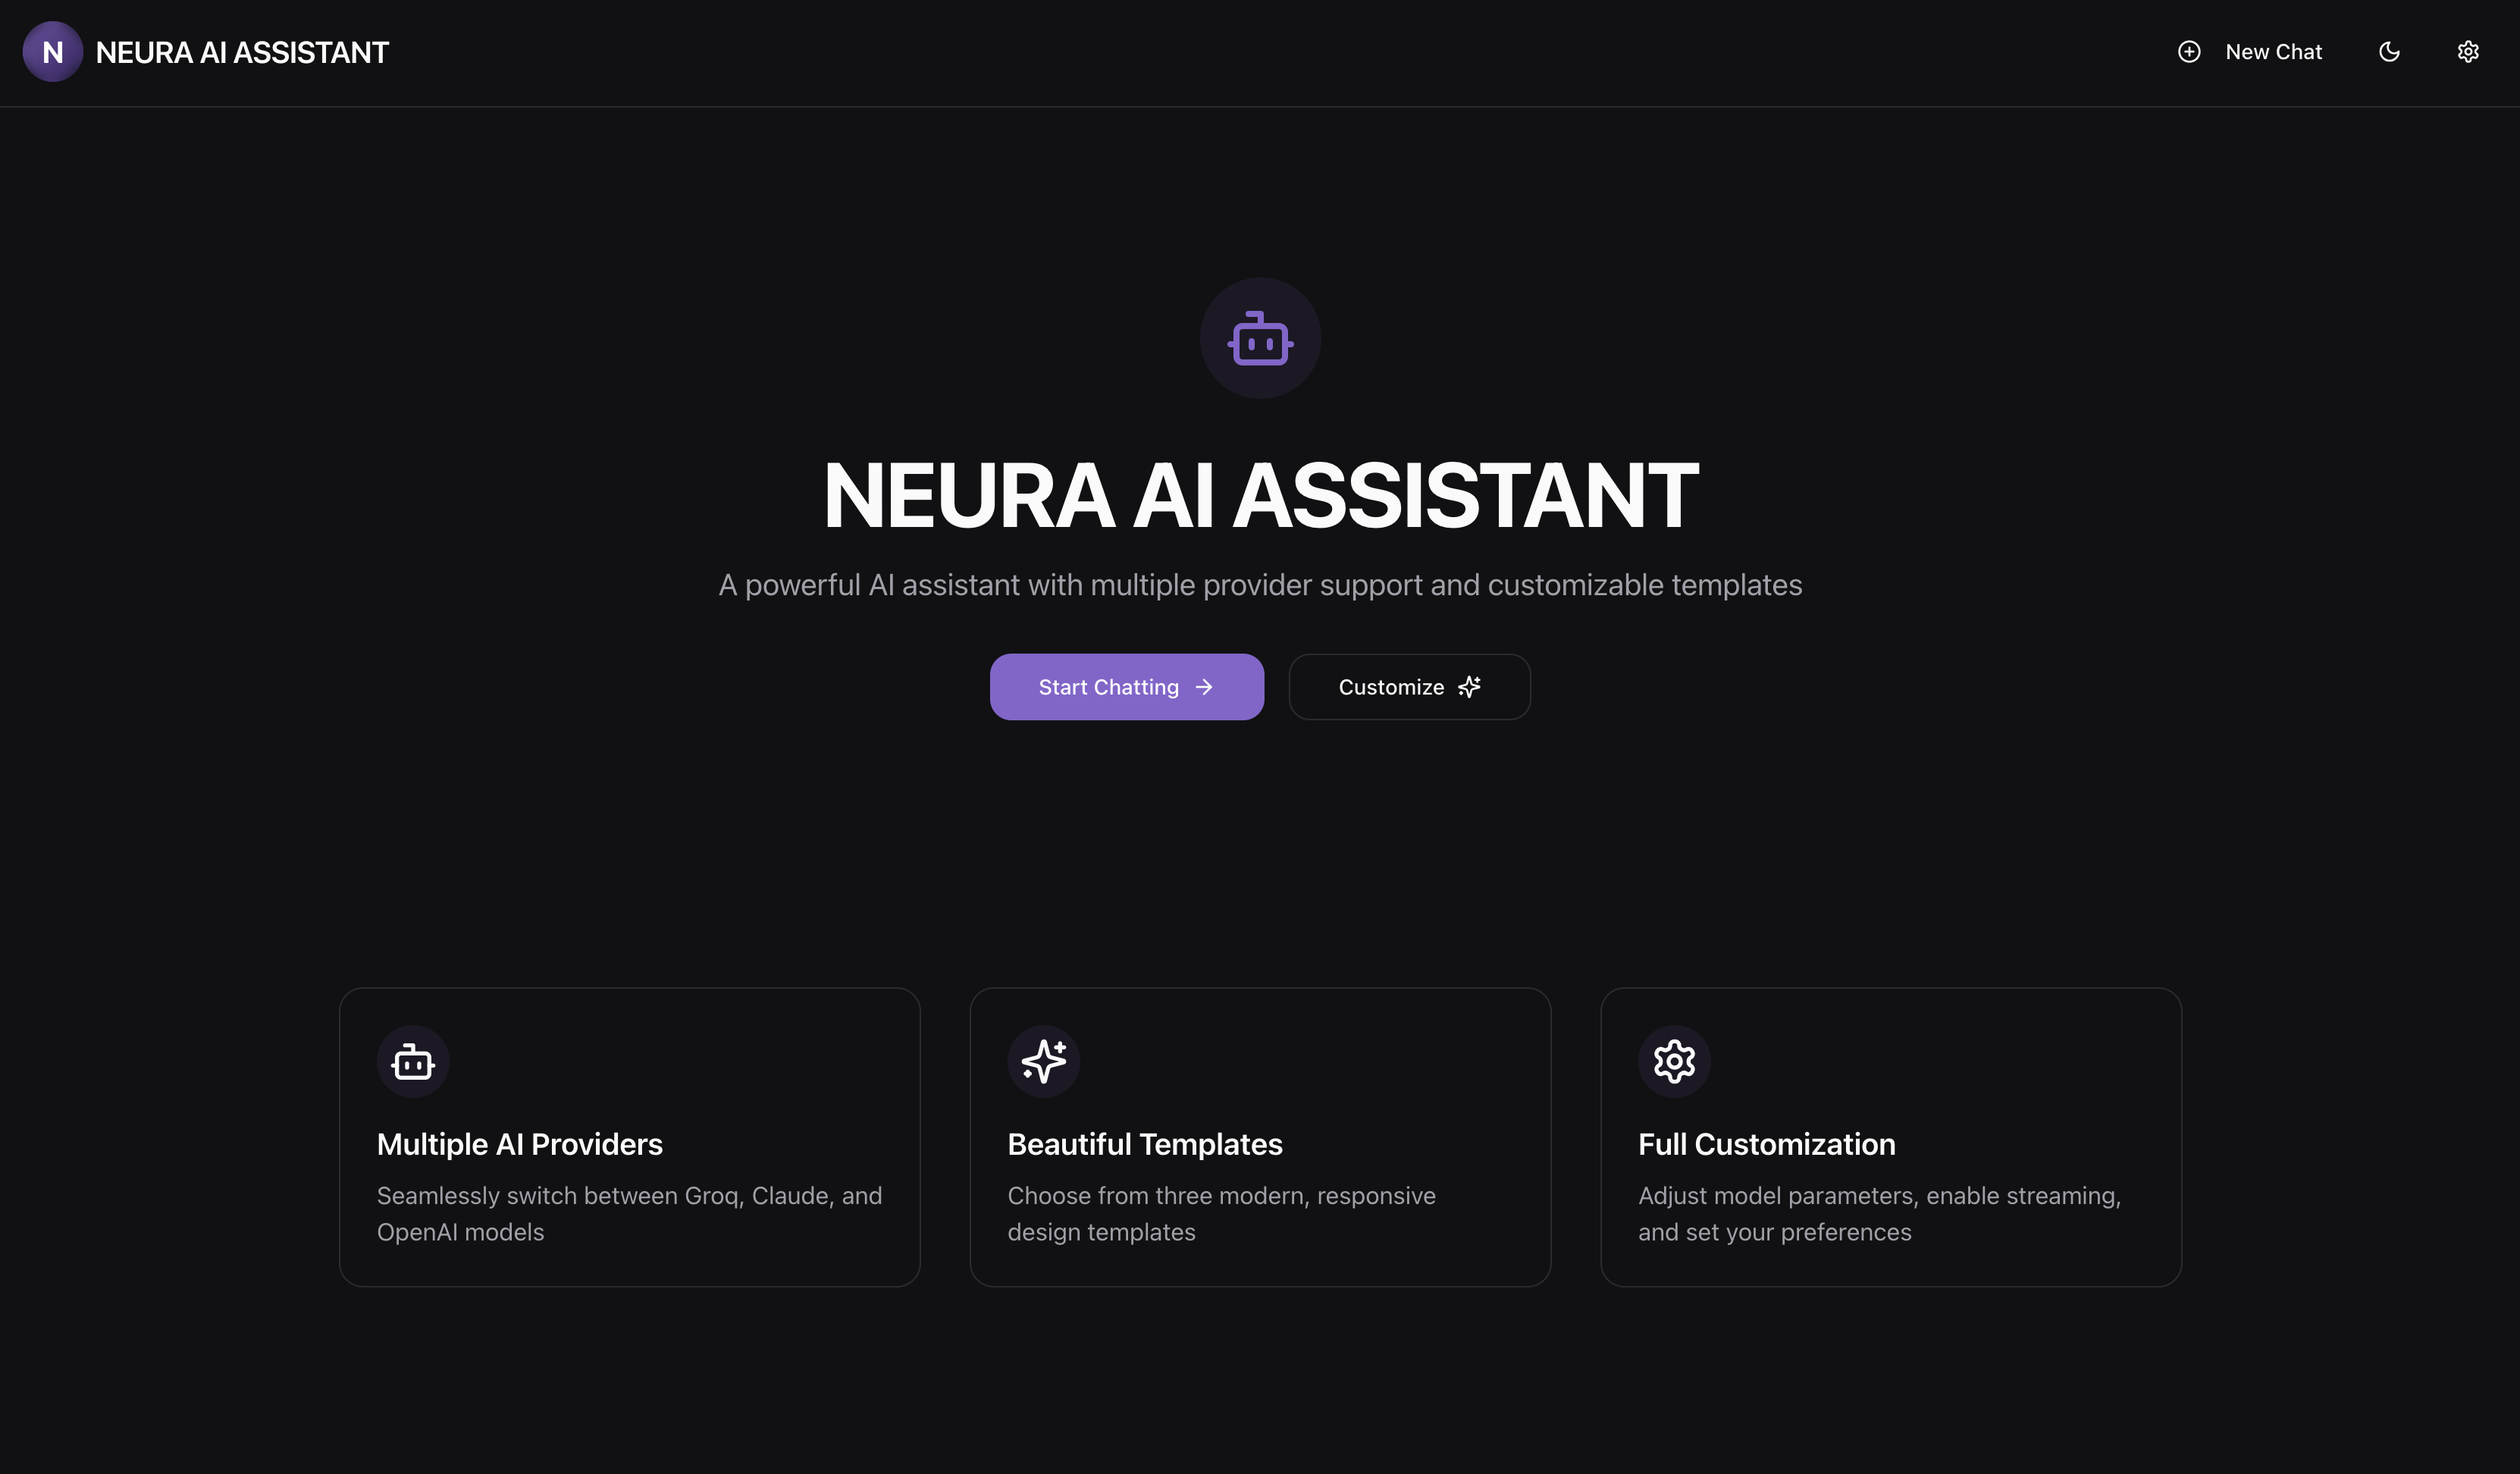 N
NEURA AI ASSISTANT
New Chat
NEURA AI ASSISTANT
A powerful AI assistant with multiple provider support and customizable templates
Start Chatting
Customize
Multiple AI Providers
Seamlessly switch between Groq, Claude, and
OpenAI models
Beautiful Templates
Choose from three modern, responsive
design templates
Full Customization
Adjust model parameters, enable streaming,
and set your preferences